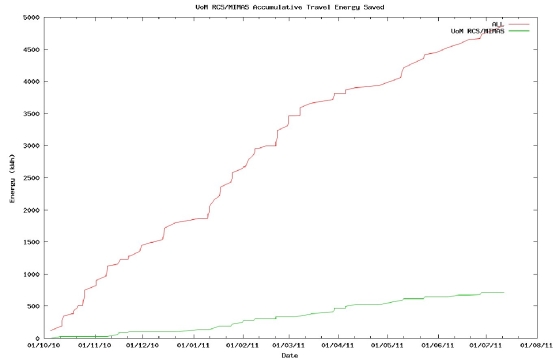 UoM RCS/MIMAS Accumulative Travel Energy Saved
5000
ALL
UoM RCS/MIMAS
4500
4000
3500
3000
2500
2000
1500
1000
500
0
Energy (kWh)
01/10/10 01/11/10 01/12/10 01/01/11 01/02/11 01/03/11 01/04/11 01/05/11 01/06/11 01/07/11 01/08/11
Date